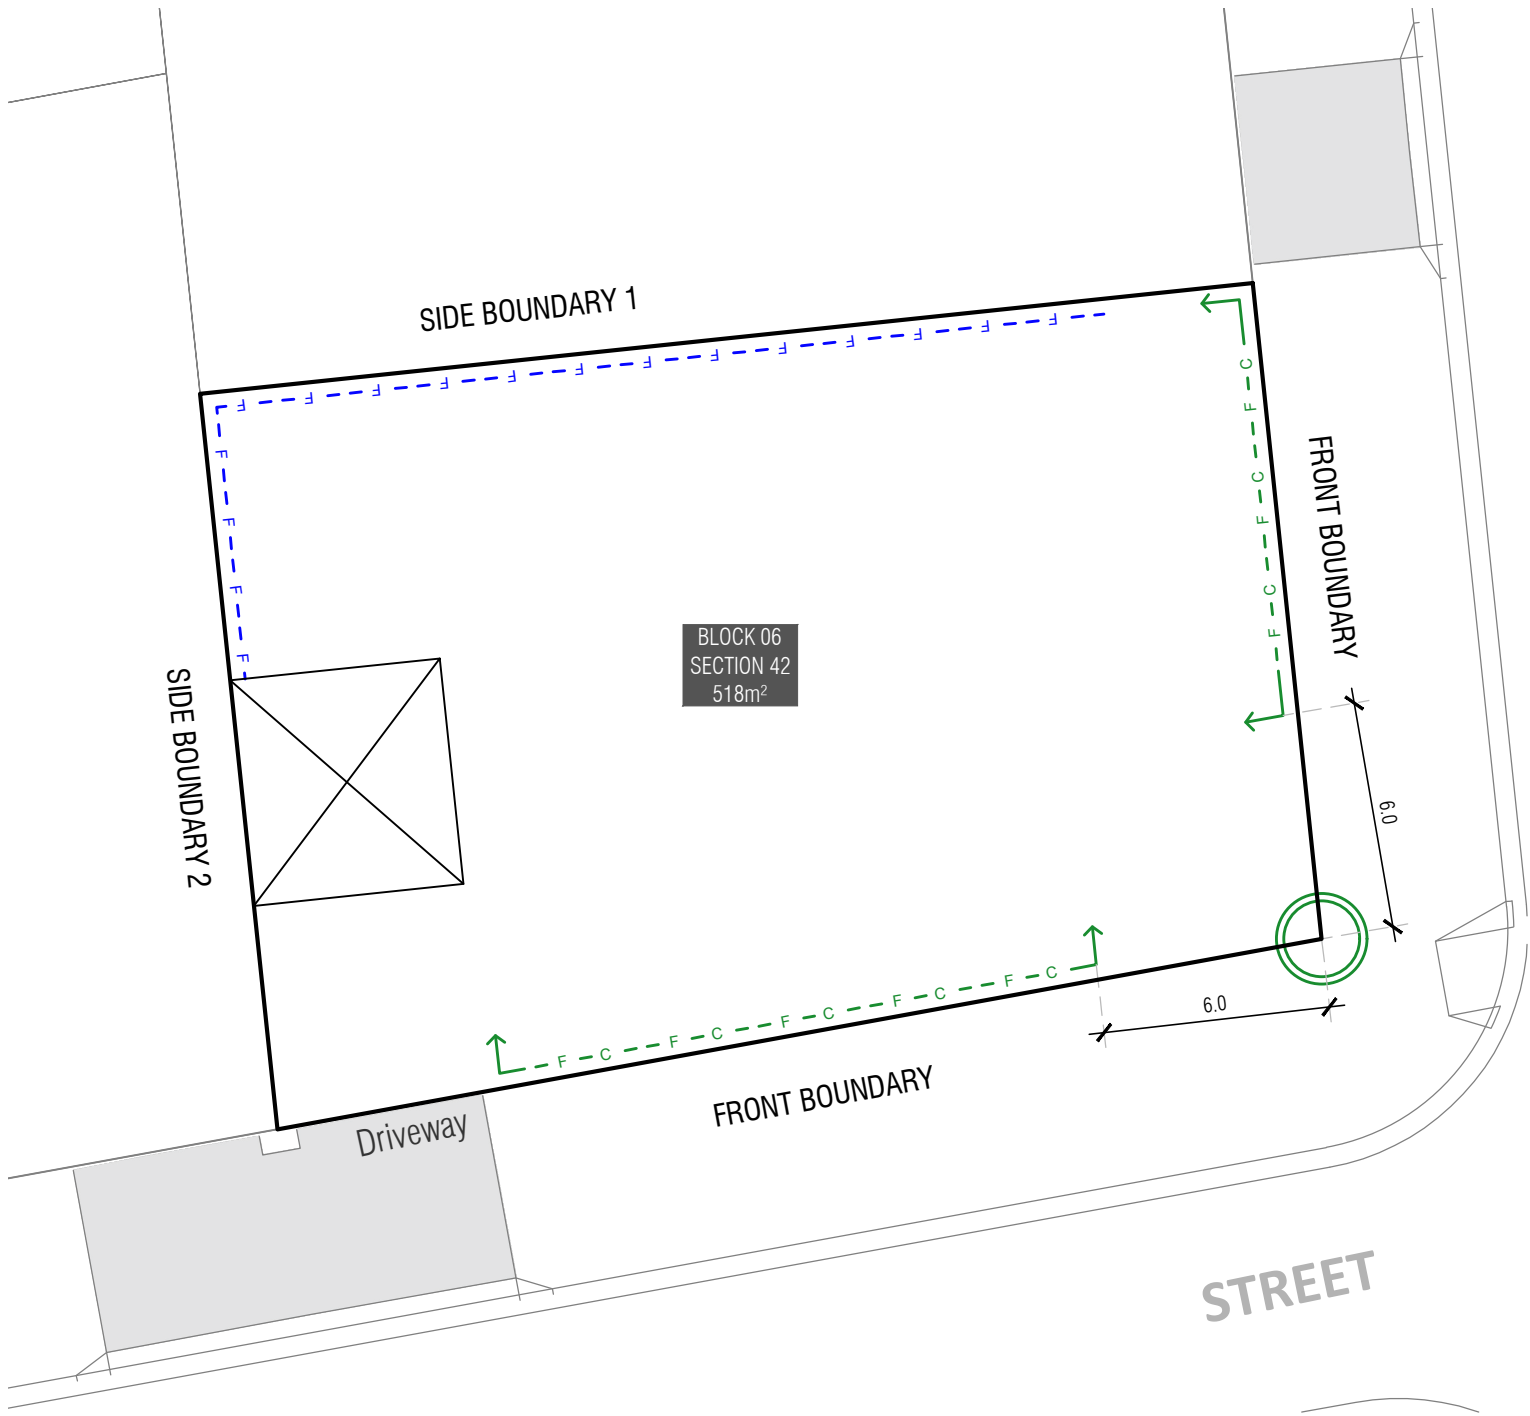 SIDE BOUNDARY 1
F F F F F F F F F F F F F
F
F
F
F
C
F
C
F
C
F
FRONT BOUNDARY
BLOCK 06
SECTION 42
518m²
SIDE BOUNDARY 2
6.0
6.0
F C F C F C F C F C
FRONT BOUNDARY
Driveway
STREET